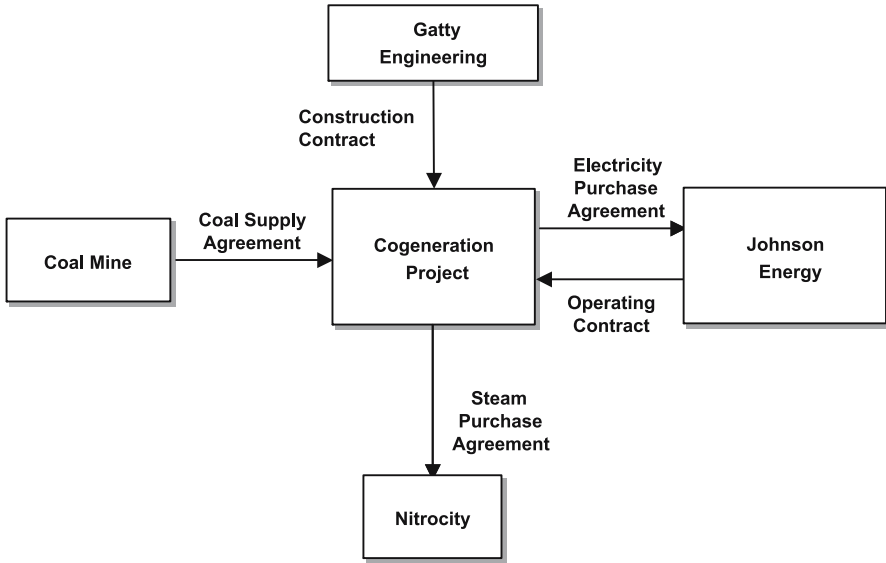 Gatty
Engineering
Construction
Contract
Electricity
Purchase
Agreement
Coal Supply
Agreement
Coal Mine
Cogeneration
Project
Johnson
Energy
Operating
Contract
Steam
Purchase
Agreement
Nitrocity